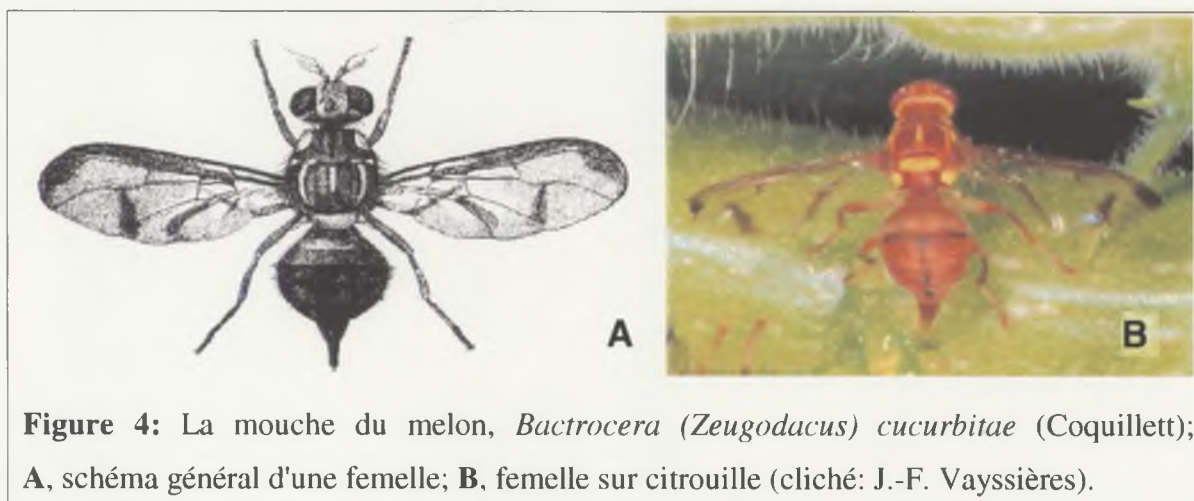 A
B
Figure 4: La mouche du melon, Bactrocera (Zeugodacus) cucurbitae (Coquillett);
A, schéma général d'une femelle; B, femelle sur citrouille (cliché: J.-F. Vayssières).